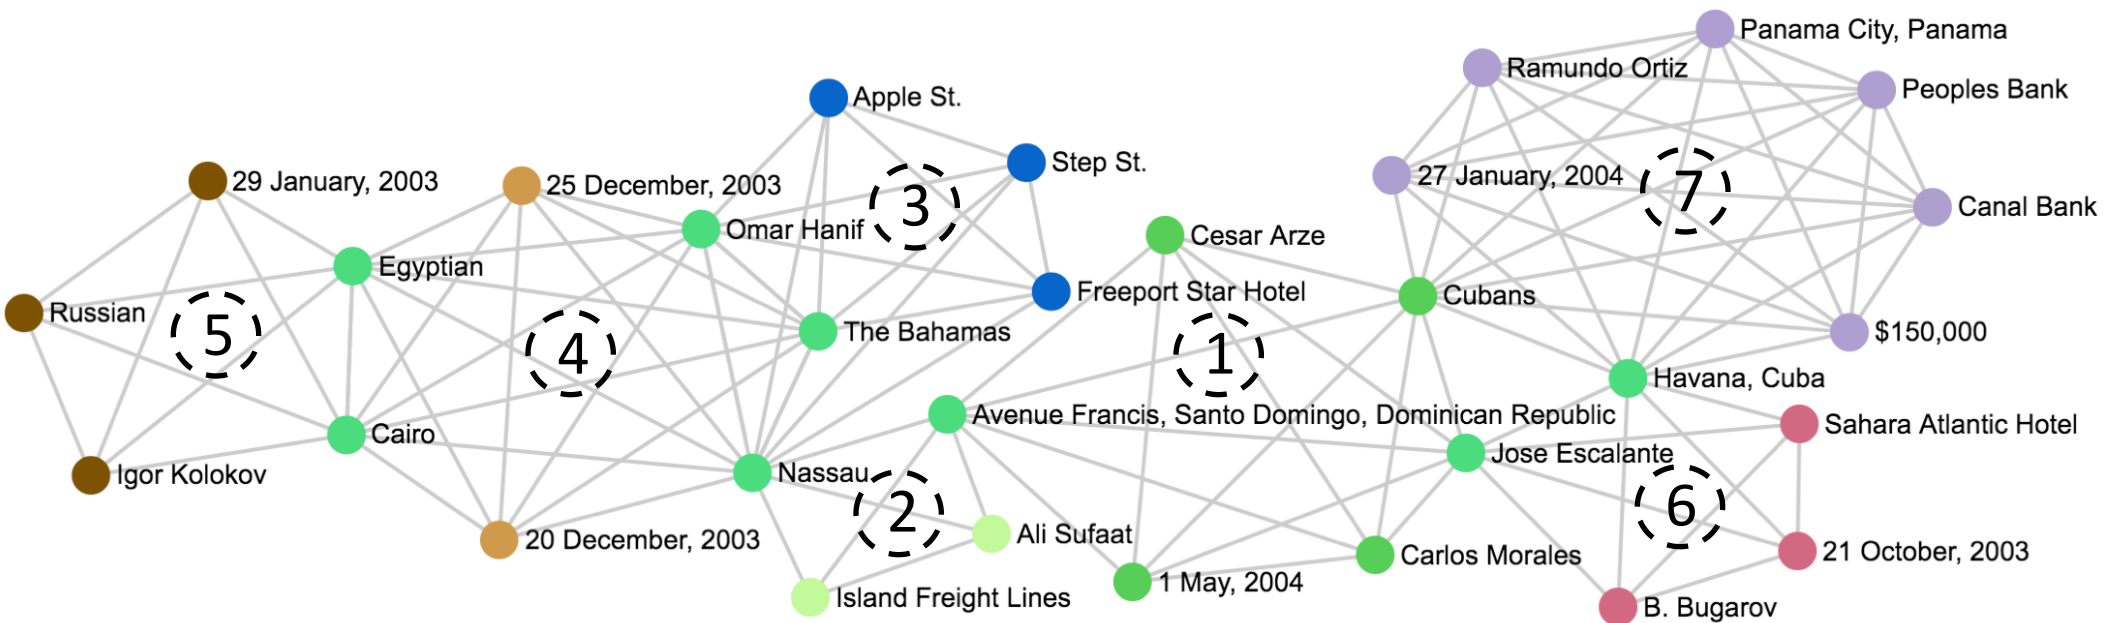 Panama City, Panama
Ramundo Ortiz
Peoples Bank
Apple St.
Step St.
27 January, 2004
7
29 January, 2003
25 December, 2003
3
Canal Bank
Omar Hanif
Cesar Arze
Egyptian
Freeport Star Hotel
Cubans
Russian
5
The Bahamas
$150,000
4
1
Havana, Cuba
Avenue Francis, Santo Domingo, Dominican Republic
Sahara Atlantic Hotel
Cairo
Jose Escalante
Igor Kolokov
Nassau
2
6
20 December, 2003
Ali Sufaat
Carlos Morales
21 October, 2003
1 May, 2004
Island Freight Lines
B. Bugarov